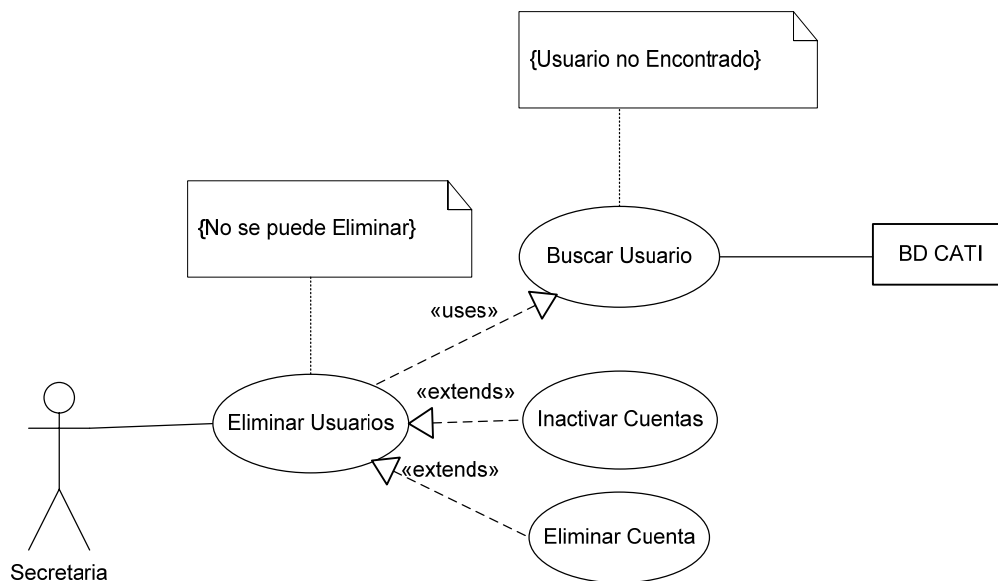 {Usuario no Encontrado}
{No se puede Eliminar}
Buscar Usuario
BD CATI
«uses»
«extends»
Eliminar Usuarios
Inactivar Cuentas
«extends»
Eliminar Cuenta
Secretaria